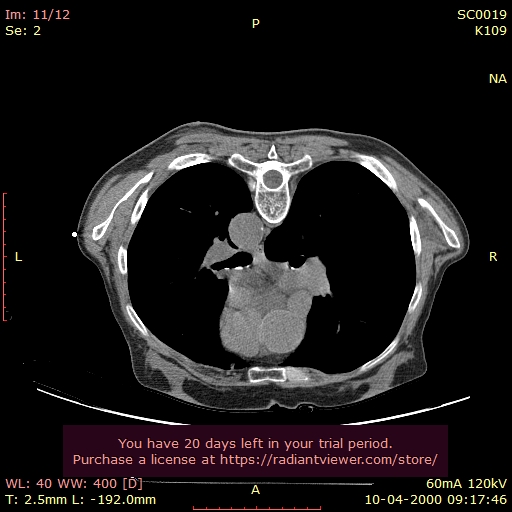 Im: 11/12
Se: 2
P
SC0019
K109
NA
L
R
You have 20 days left in your trial period.
Purchase a license at https://radiantviewer.com/store/
WL: 40 WW: 400 [D]
T: 2.5mm L: -192.0mm
A
60mA 120kV
10-04-2000 09:17:46